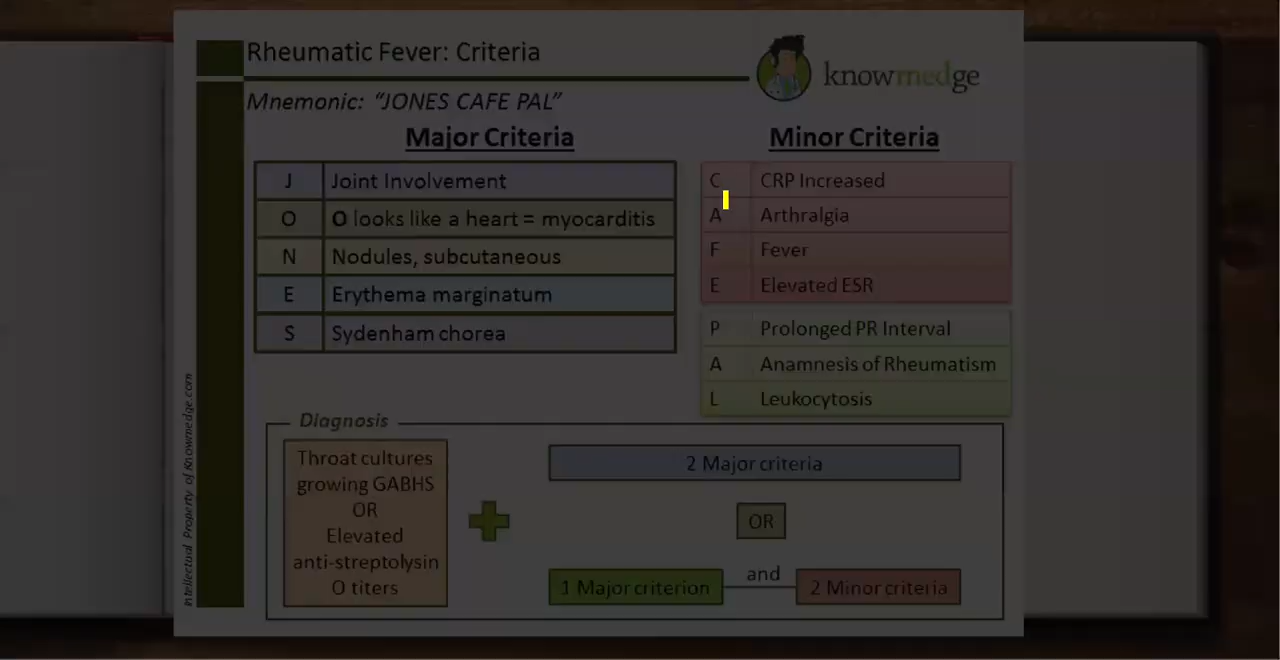 Rheumatic Fever: Criteria
knowmedge
Mnemonic: “JONES CAFE PAL”
Major Criteria
J Joint Involvement
O O looks like a heart = myocarditis
N Nodules, subcutaneous
E Erythema marginatum
S Sydenham chorea
Minor Criteria
C CRP Increased
A Arthralgia
F Fever
E Elevated ESR
P Prolonged PR Interval
A Anamnesis of Rheumatism
L Leukocytosis
Diagnosis
Throat cultures
growing GABHS
OR
Elevated
anti-streptolysin
O titers
2 Major criteria
OR
1 Major criterion and 2 Minor criteria
Intellectual Property of Knowmedge.com